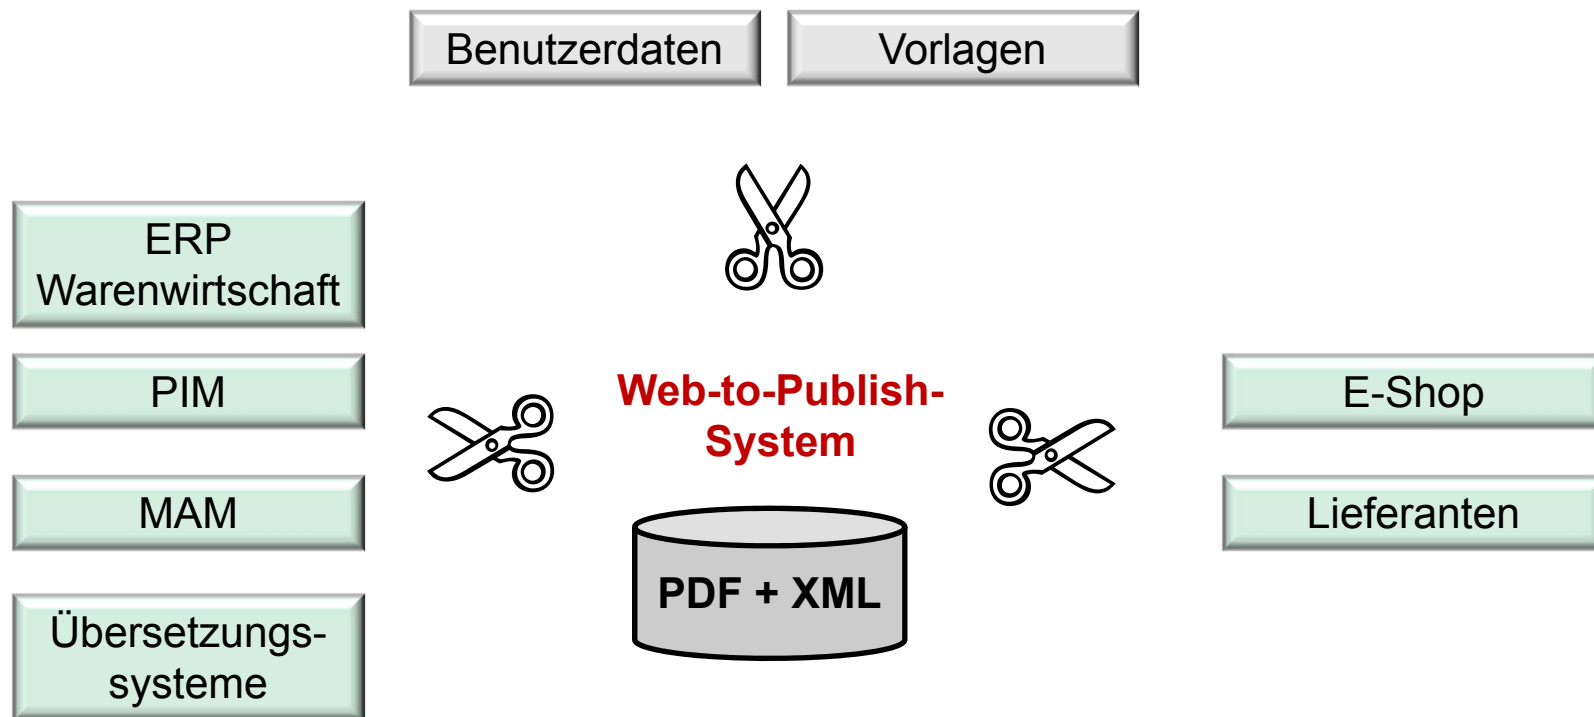 Benutzerdaten
Vorlagen
ERP
Warenwirtschaft
PIM
MAM
Übersetzungs-
systeme
Web-to-Publish-
System
PDF + XML
E-Shop
Lieferanten